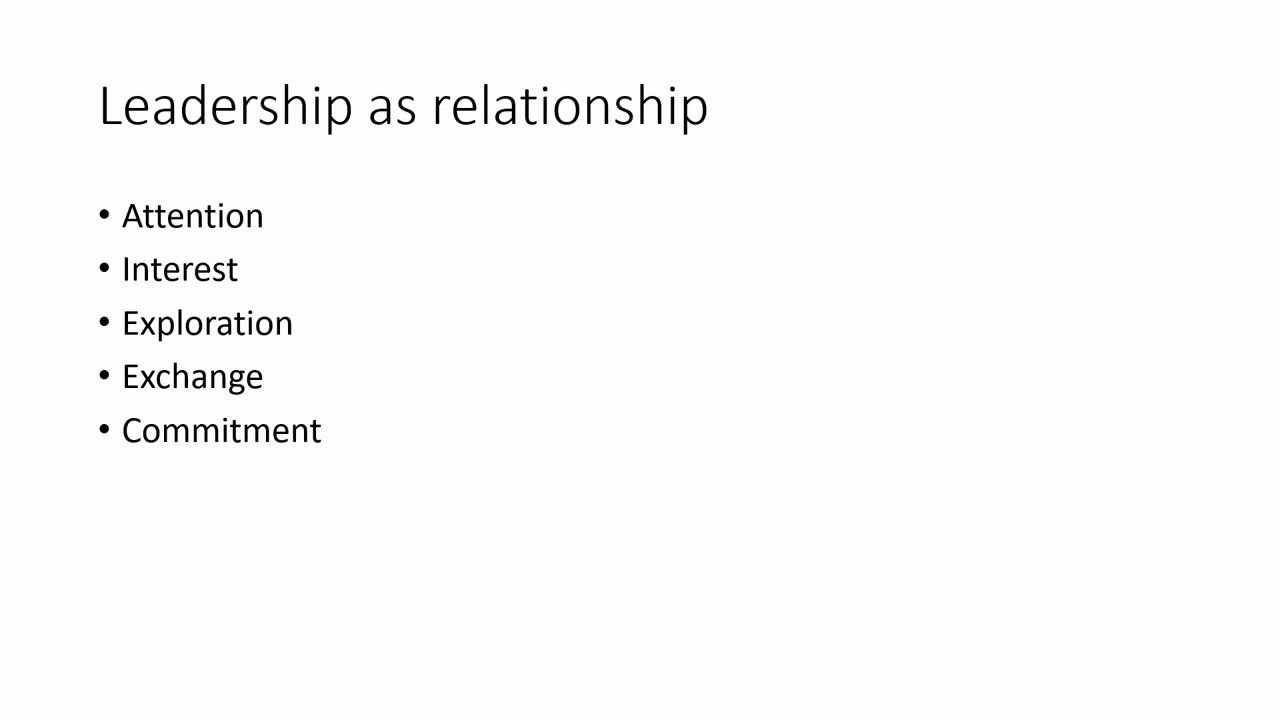 Leadership as relationship
• Attention
• Interest
• Exploration
• Exchange
• Commitment